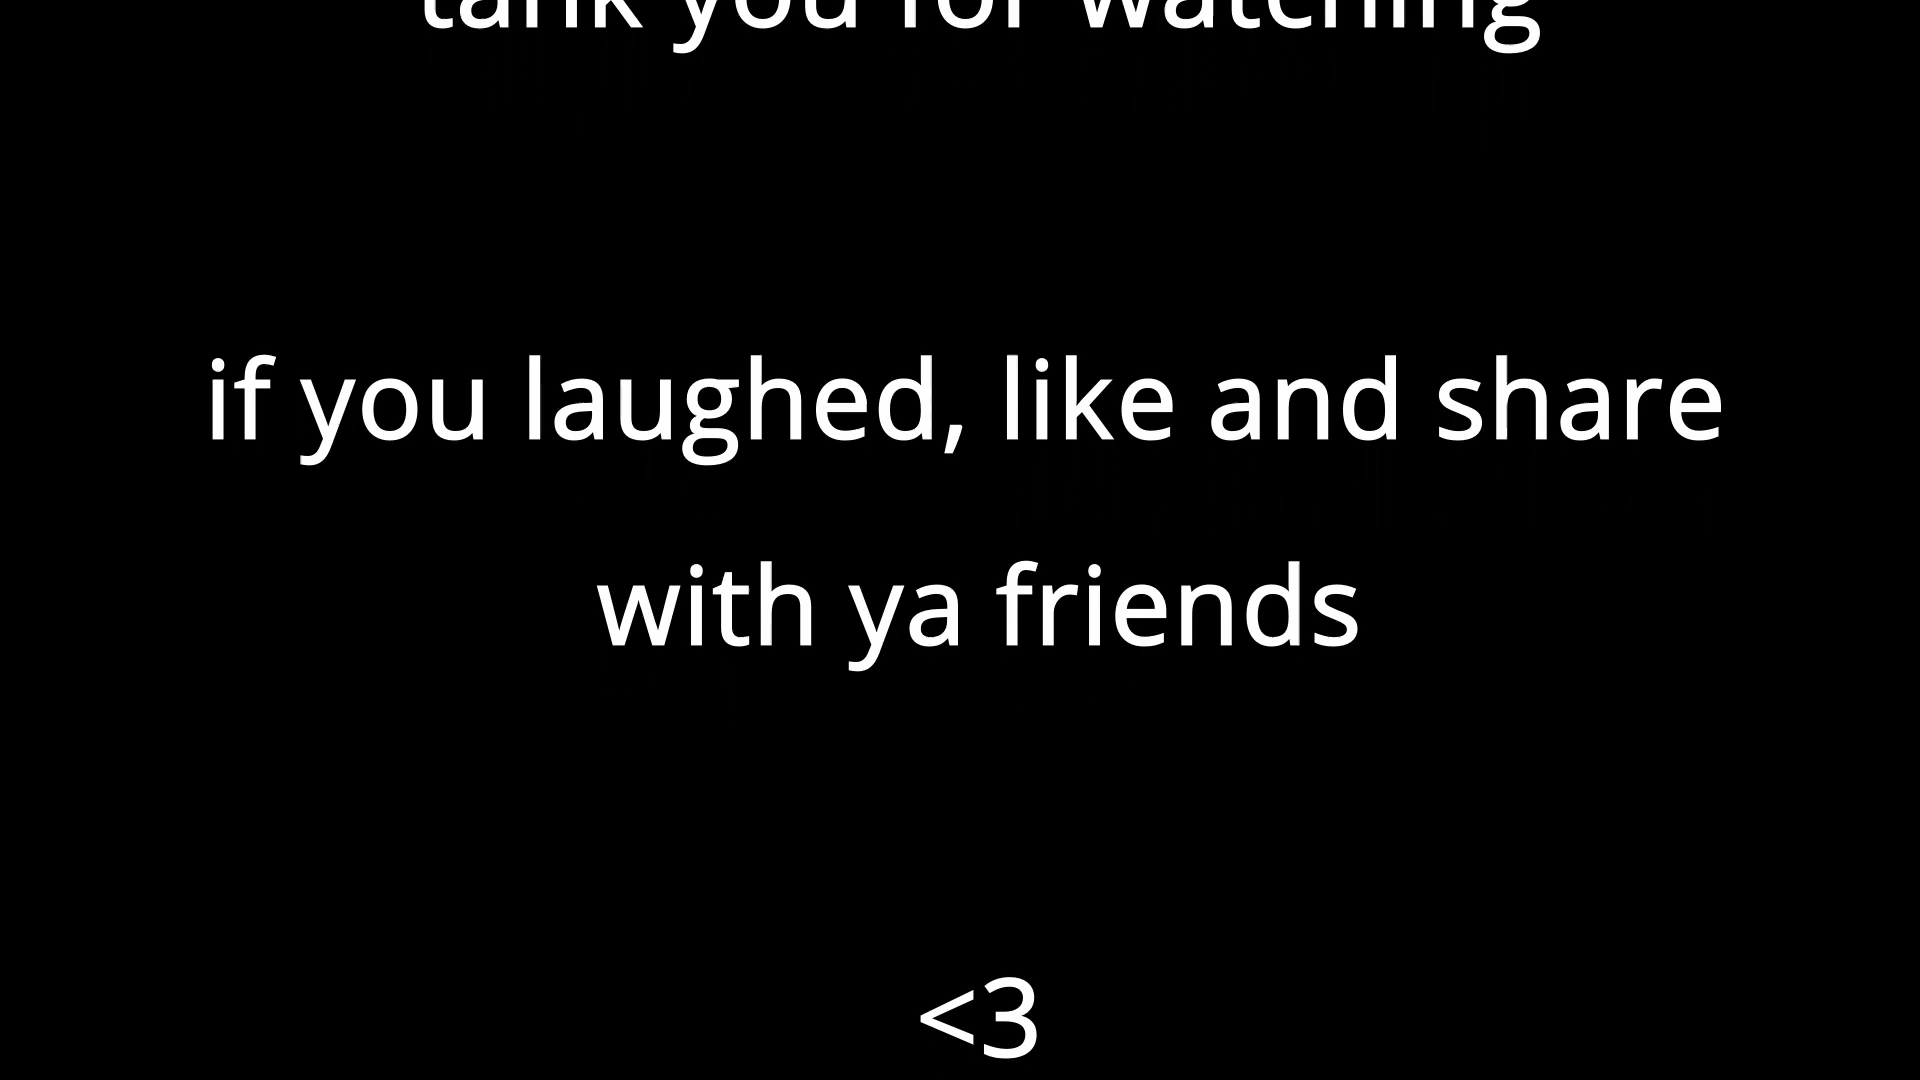 tank you for watching
if you laughed, like and share
with ya friends
<3